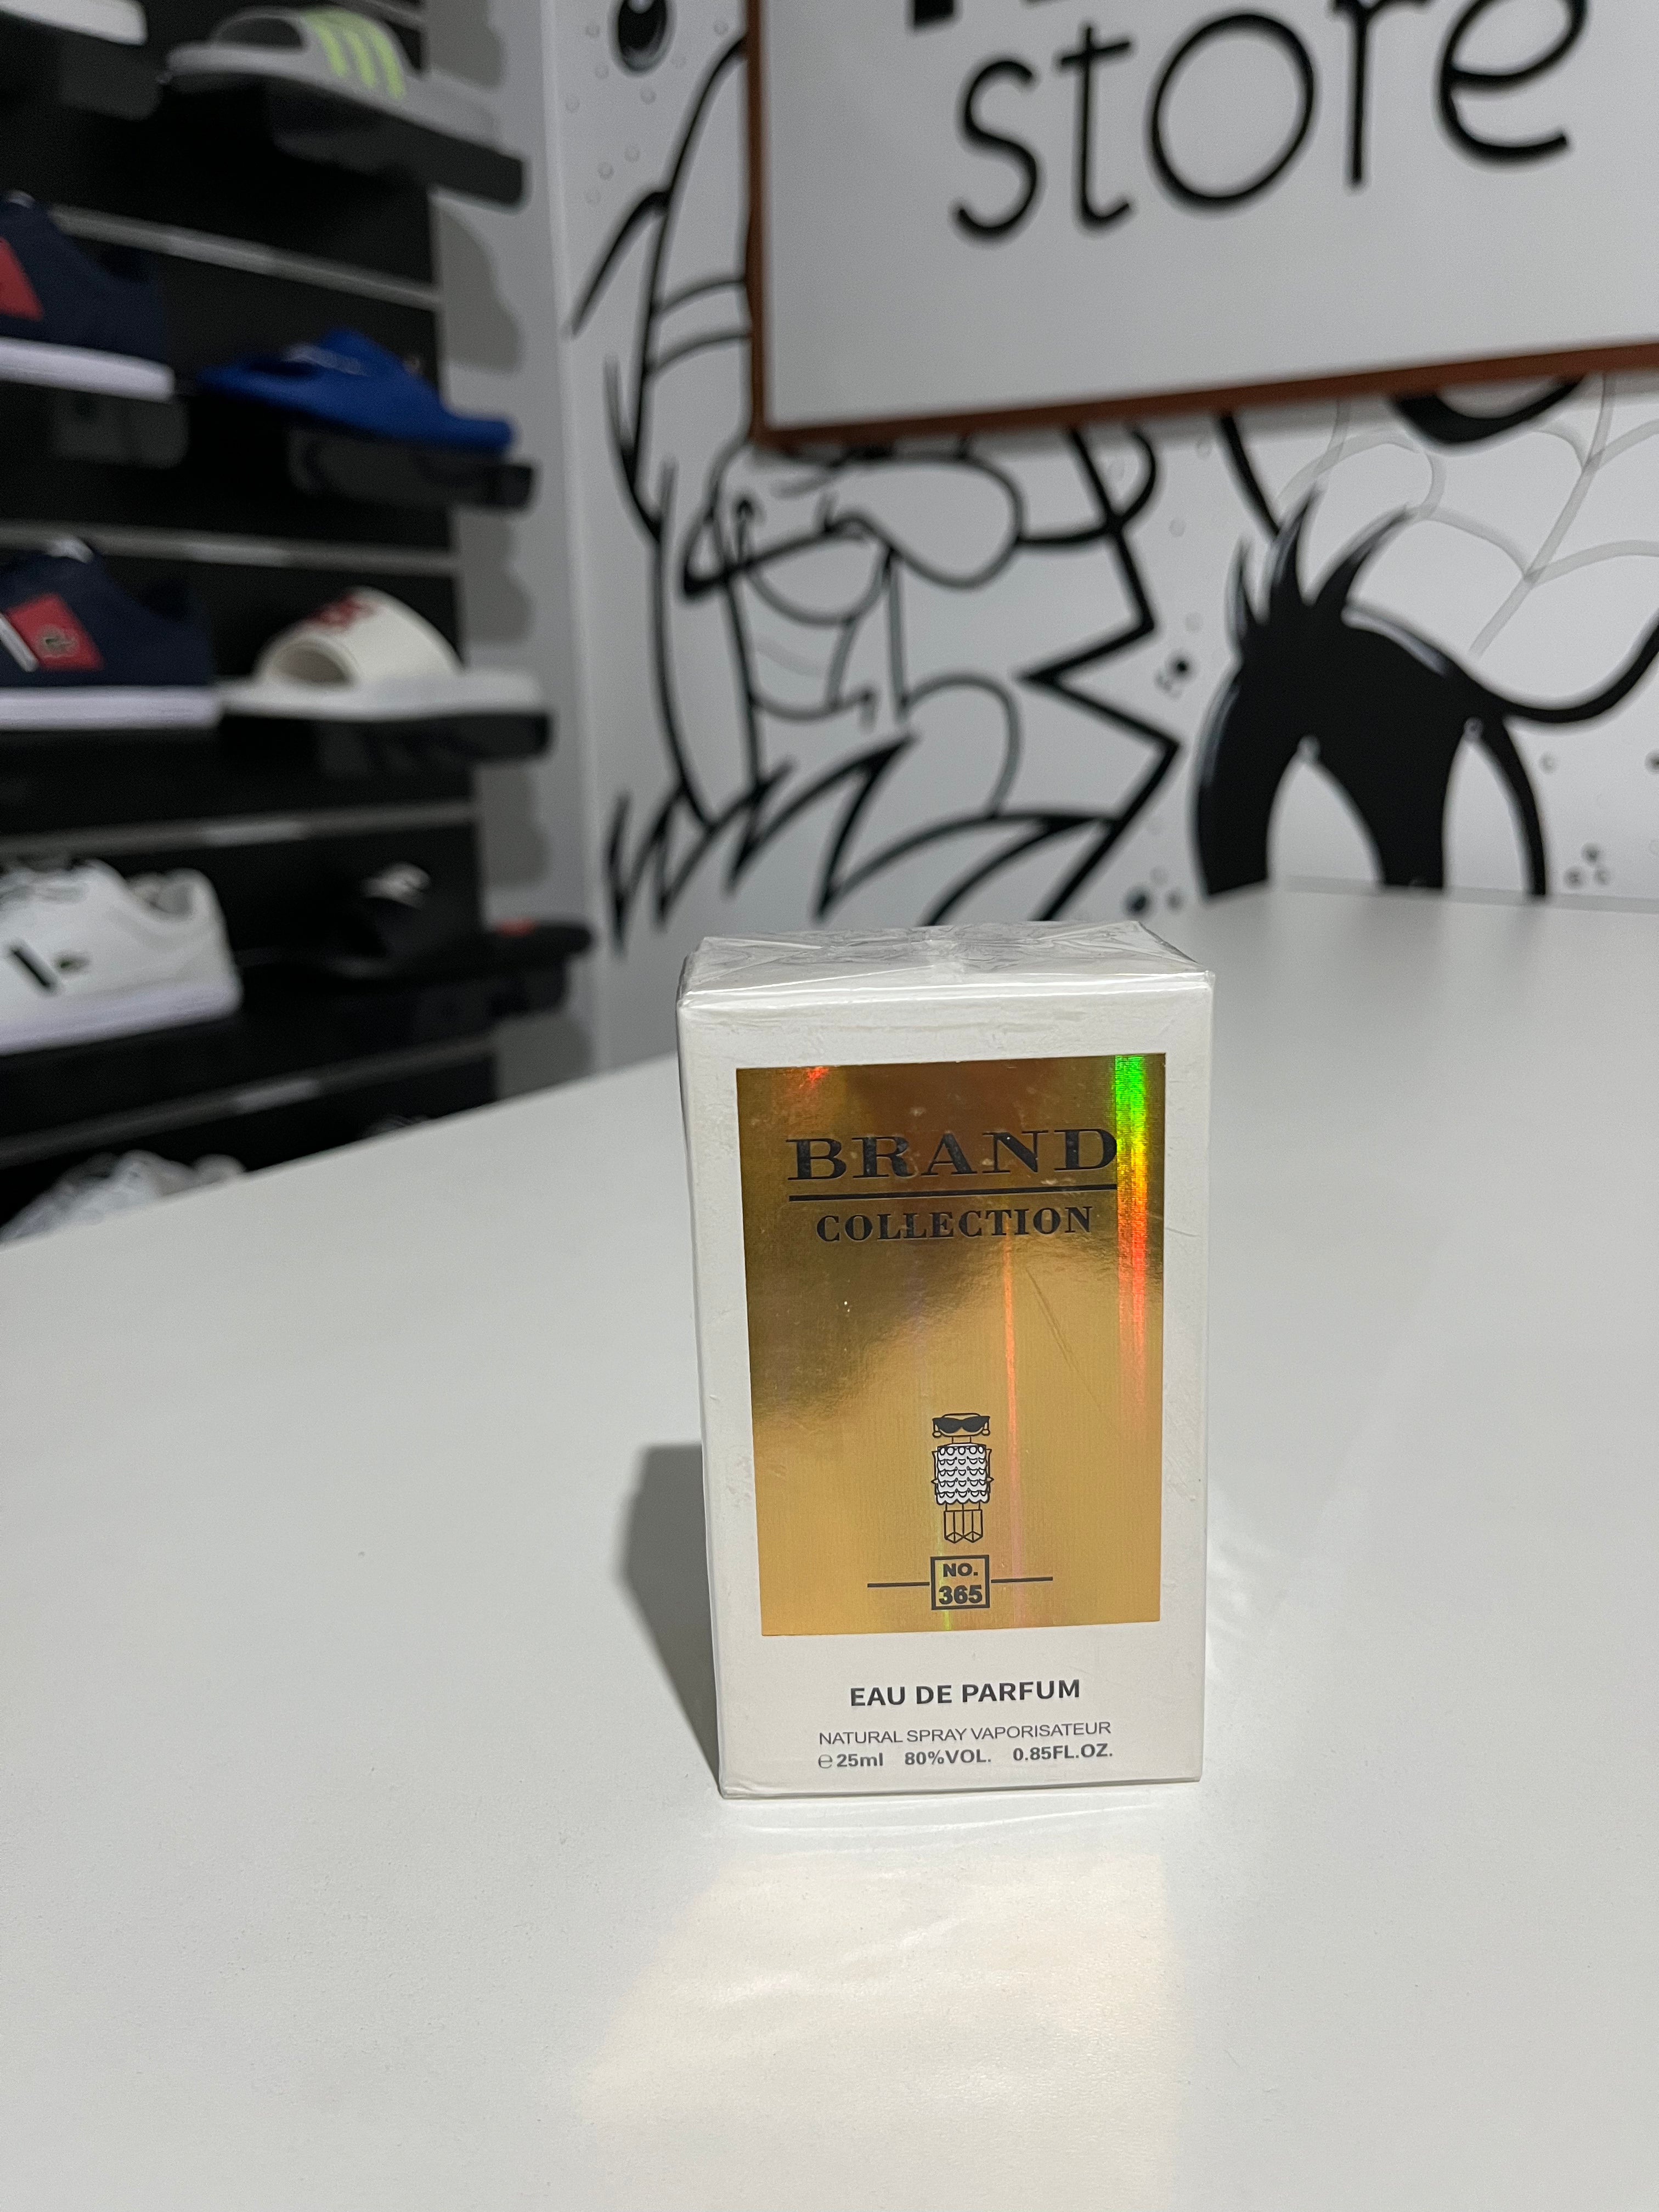 store
BRAND
COLLECTION
NO.
365
EAU DE PARFUM
NATURAL SPRAY VAPORISATEUR
℮25ml 80%VOL. 0.85FL.OZ.